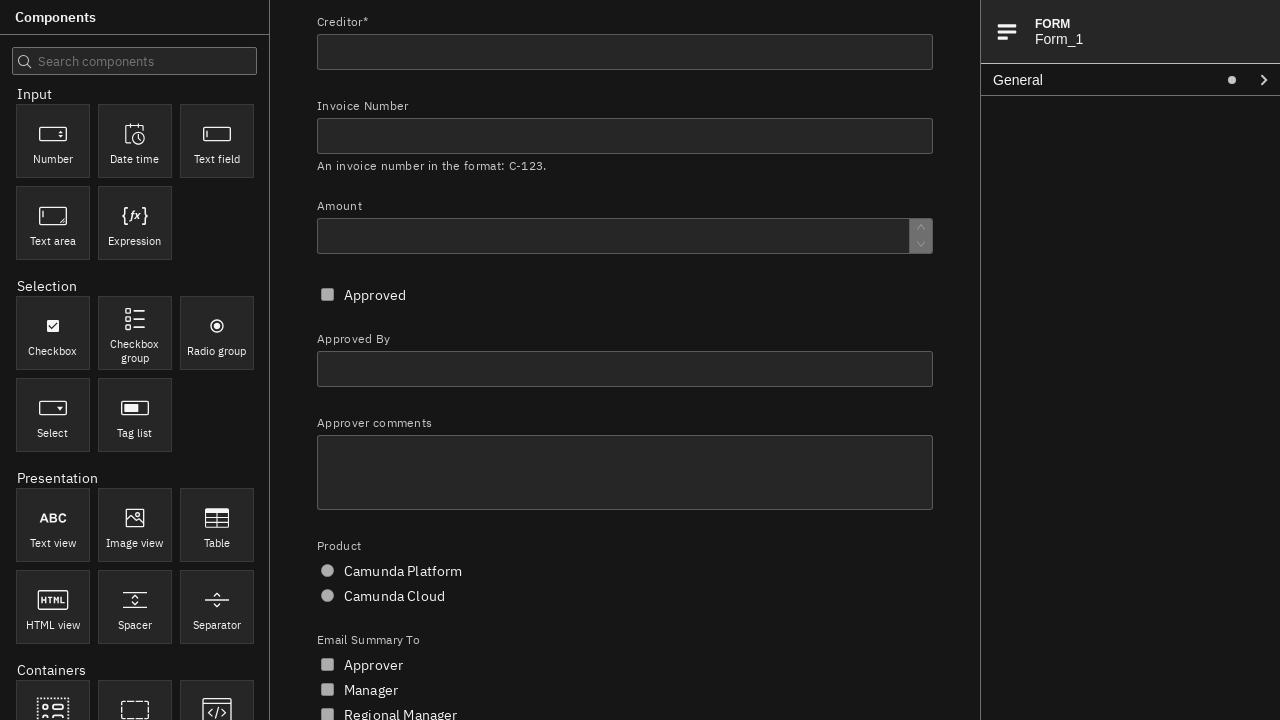 Components
Search components
Input
Number
Date time
Text field
Text area
Expression
Selection
Checkbox
Checkbox
group
Radio group
Select
Tag list
Presentation
ABC
Text view
Image view
Table
HTML
HTML view
Spacer
Separator
Containers
Creditor*
Invoice Number
An invoice number in the format: C-123.
Amount
Approved
Approved By
Approver comments
Product
Camunda Platform
Camunda Cloud
Email Summary To
Approver
Manager
Regional Manager
FORM
Form_1
General